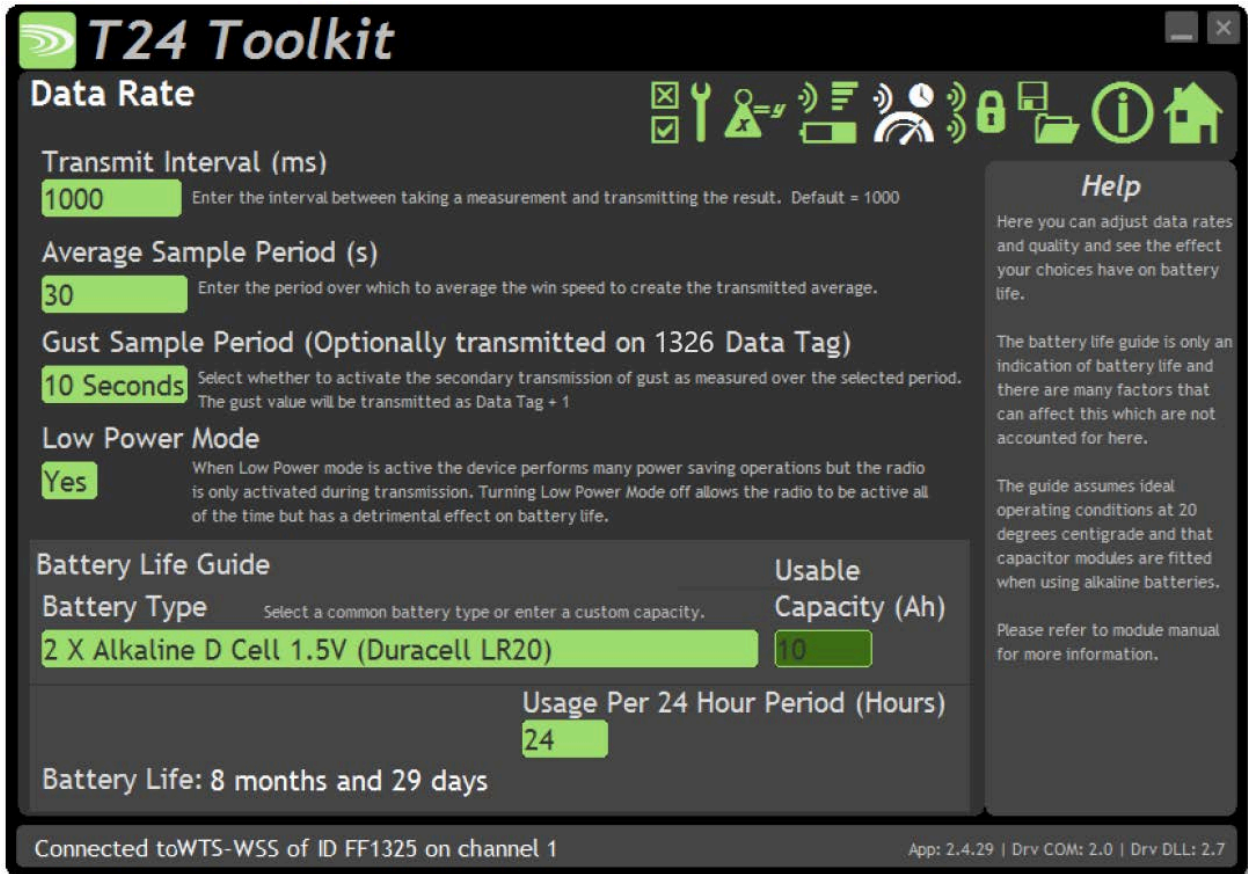 T24 Toolkit
Data Rate
x=y
Transmit Interval (ms)
1000
Enter the interval between taking a measurement and transmitting the result. Default = 1000
Average Sample Period (s)
30
Enter the period over which to average the win speed to create the transmitted average.
Gust Sample Period (Optionally transmitted on 1326 Data Tag)
10 Seconds
Select whether to activate the secondary transmission of gust as measured over the selected period.
The gust value will be transmitted as Data Tag + 1
Low Power Mode
Yes
When Low Power mode is active the device performs many power saving operations but the radio
is only activated during transmission. Turning Low Power Mode off allows the radio to be active all
of the time but has a detrimental effect on battery life.
Battery Life Guide
Battery Type
Select a common battery type or enter a custom capacity.
Usable
Capacity (Ah)
2 X Alkaline D Cell 1.5V (Duracell LR20)
10
Usage Per 24 Hour Period (Hours)
24
Battery Life: 8 months and 29 days
Help
Here you can adjust data rates
and quality and see the effect
your choices have on battery
life.
The battery life guide is only an
indication of battery life and
there are many factors that
can affect this which are not
accounted for here.
The guide assumes ideal
operating conditions at 20
degrees centigrade and that
capacitor modules are fitted
when using alkaline batteries.
Please refer to module manual
for more information.
Connected toWTS-WSS of ID FF1325 on channel 1
App: 2.4.29 | Drv COM: 2.0 | Drv DLL: 2.7